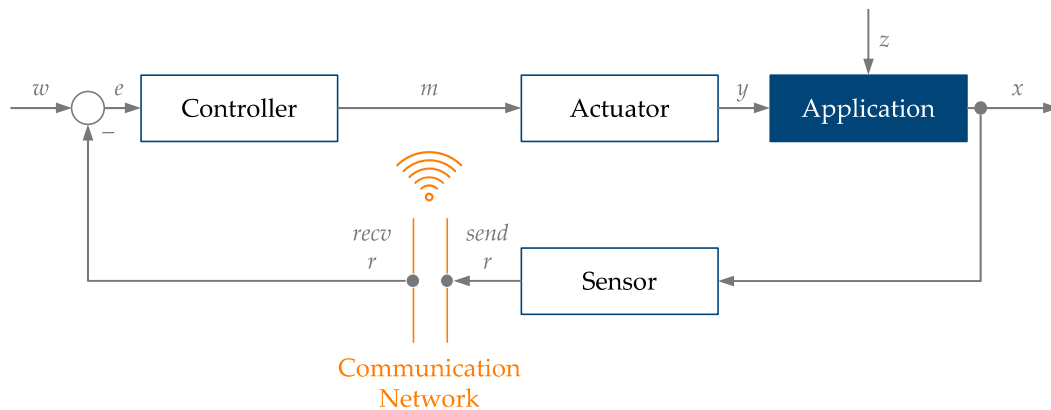 z
w
e
m
y
x
Controller
Actuator
Application
−
recv
r
send
r
Sensor
Communication
Network